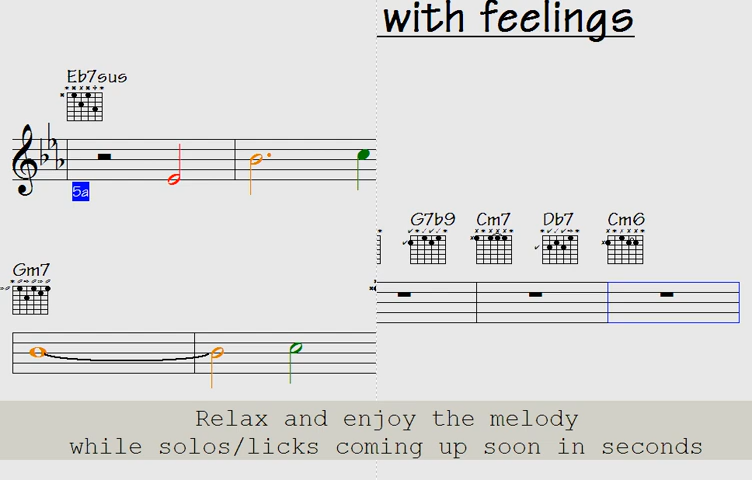 with feelings
Eb7sus
5a
G7b9 Cm7 Db7 Cm6
Gm7
Relax and enjoy the melody
while solos/licks coming up soon in seconds